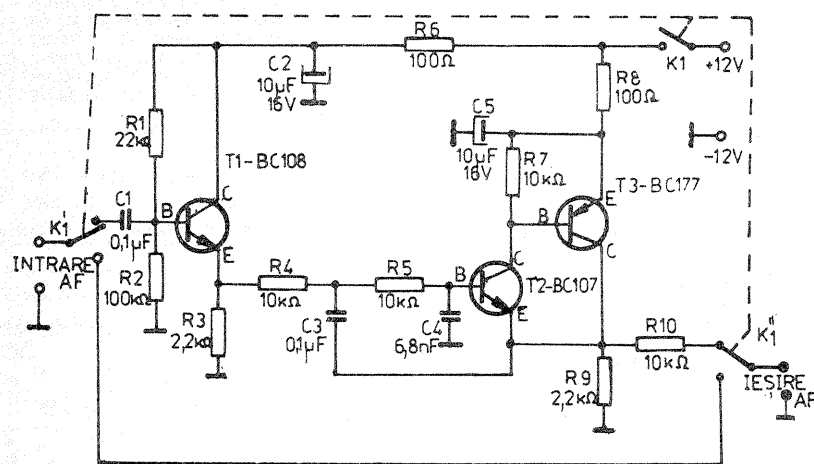 R6
100Ω
K1
+12V
C2
10µF
16V
R8
100Ω
R1
22kΩ
C5
10µF
16V
-12V
T1-BC108
R7
10kΩ
T3-BC177
C
E
K1'
C1
B
B
0,1µF
E
C
C
INTRARE
AF
R2
100kΩ
R4
10kΩ
R5
10kΩ
B
T2-BC107
E
R3
2,2kΩ
C3
0,1µF
C4
6,8nF
R10
10kΩ
K1"
R9
2,2kΩ
IESIRE
AF